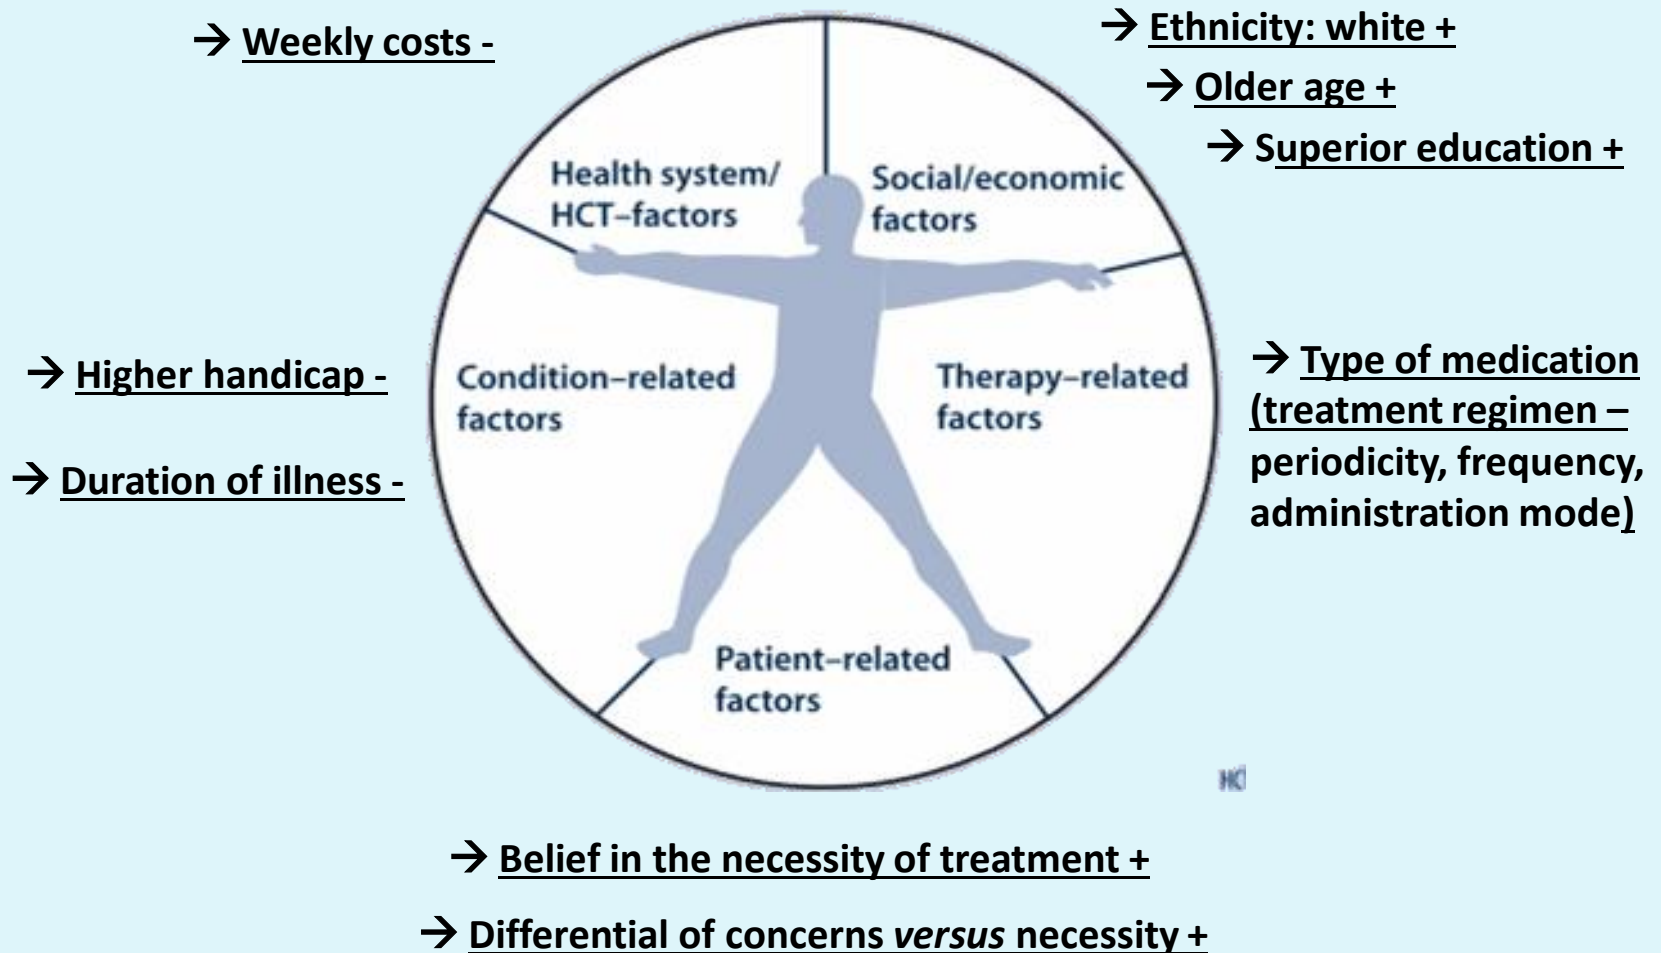 → Weekly costs -
→ Ethnicity: white +
→ Older age +
→ Superior education +
Health system/
HCT–factors
Social/economic
factors
→ Higher handicap -
→ Duration of illness -
Condition–related
factors
Therapy–related
factors
→ Type of medication
(treatment regimen –
periodicity, frequency,
administration mode)
Patient–related
factors
HC
→ Belief in the necessity of treatment +
→ Differential of concerns versus necessity +